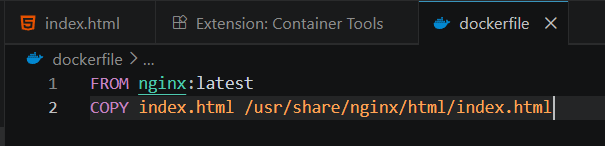 index.html
Extension: Container Tools
dockerfile
dockerfile > ...
1 FROM nginx:latest
2 COPY index.html /usr/share/nginx/html/index.html